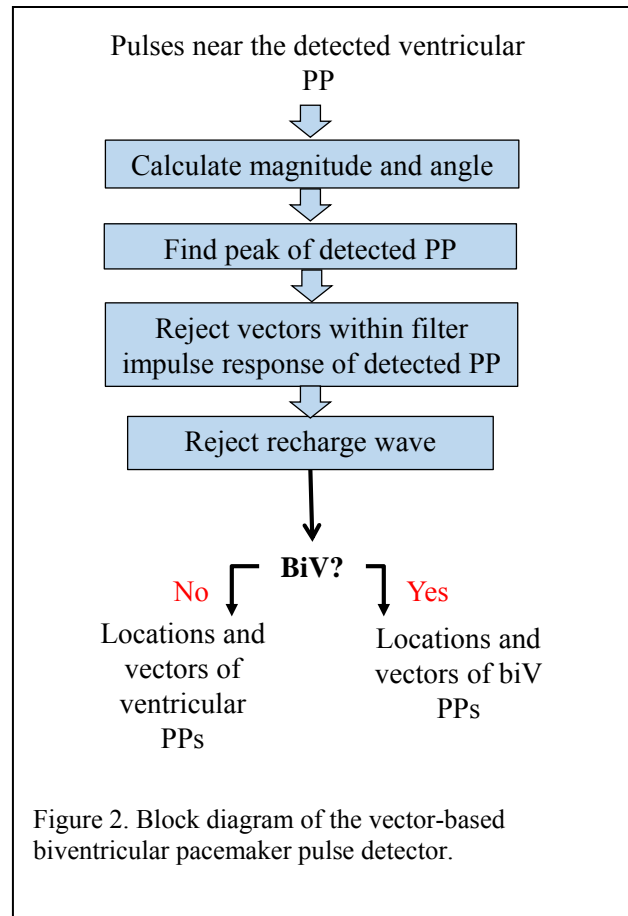 Pulses near the detected ventricular
PP
Calculate magnitude and angle
Find peak of detected PP
Reject vectors within filter
impulse response of detected PP
Reject recharge wave
BiV?
No
Yes
Locations and
vectors of
ventricular
PPs
Locations and
vectors of biV
PPs
Figure 2. Block diagram of the vector-based
biventricular pacemaker pulse detector.